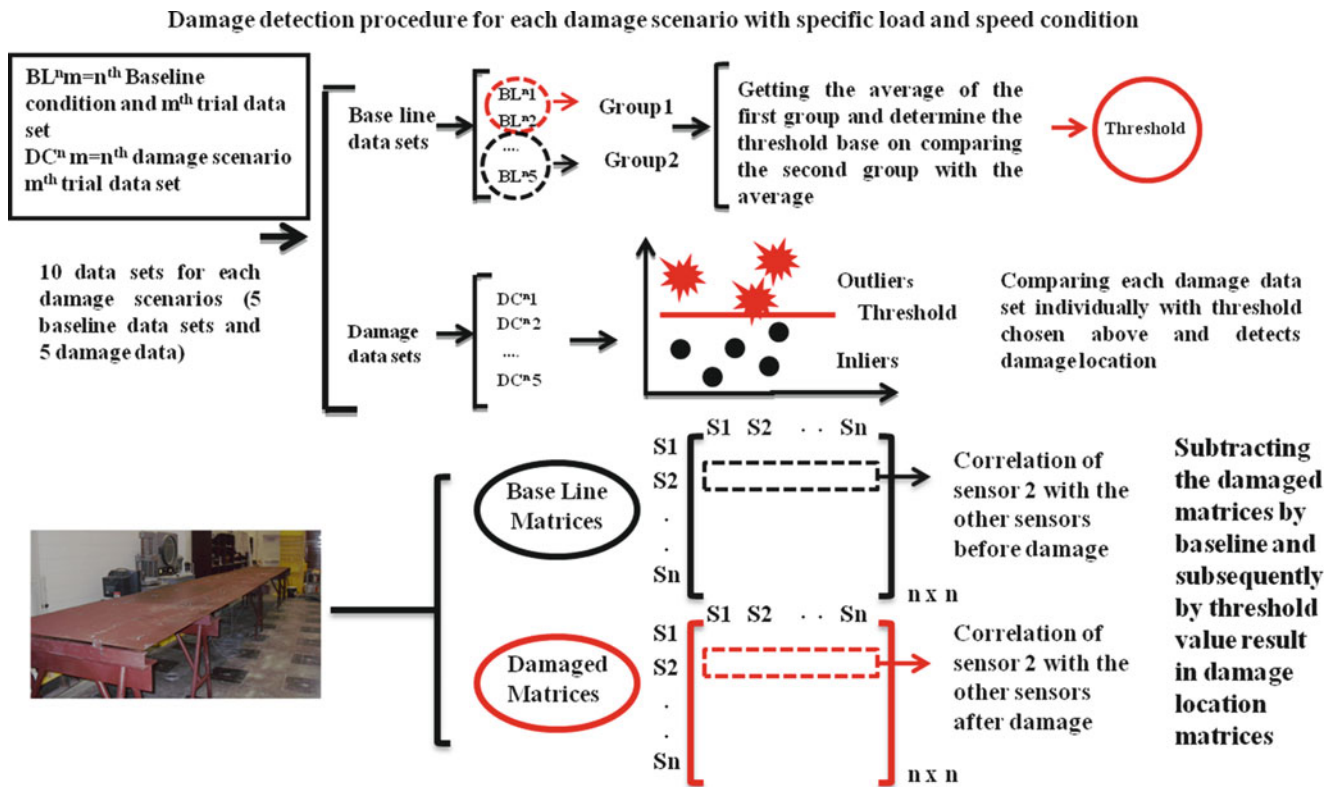 Damage detection procedure for each damage scenario with specific load and speed condition
BLⁿm=nᵗʰ Baseline
condition and mᵗʰ trial data
set
DCⁿ m=nᵗʰ damage scenario
mᵗʰ trial data set
10 data sets for each
damage scenarios (5
baseline data sets and
5 damage data)
Base line
data sets
BLⁿ1
BLⁿ2
....
BLⁿ5
Group1
Group2
Getting the average of the
first group and determine the
threshold base on comparing
the second group with the
average
Threshold
Damage
data sets
DCⁿ1
DCⁿ2
....
DCⁿ5
Outliers
Threshold
Inliers
Comparing each damage data
set individually with threshold
chosen above and detects
damage location
Base Line
Matrices
S1 S2 . . Sn
S1
S2
.
.
Sn
n x n
Correlation of
sensor 2 with the
other sensors
before damage
Damaged
Matrices
S1 S2 . . Sn
S1
S2
.
.
Sn
n x n
Correlation of
sensor 2 with the
other sensors
after damage
Subtracting
the damaged
matrices by
baseline and
subsequently
by threshold
value result
in damage
location
matrices